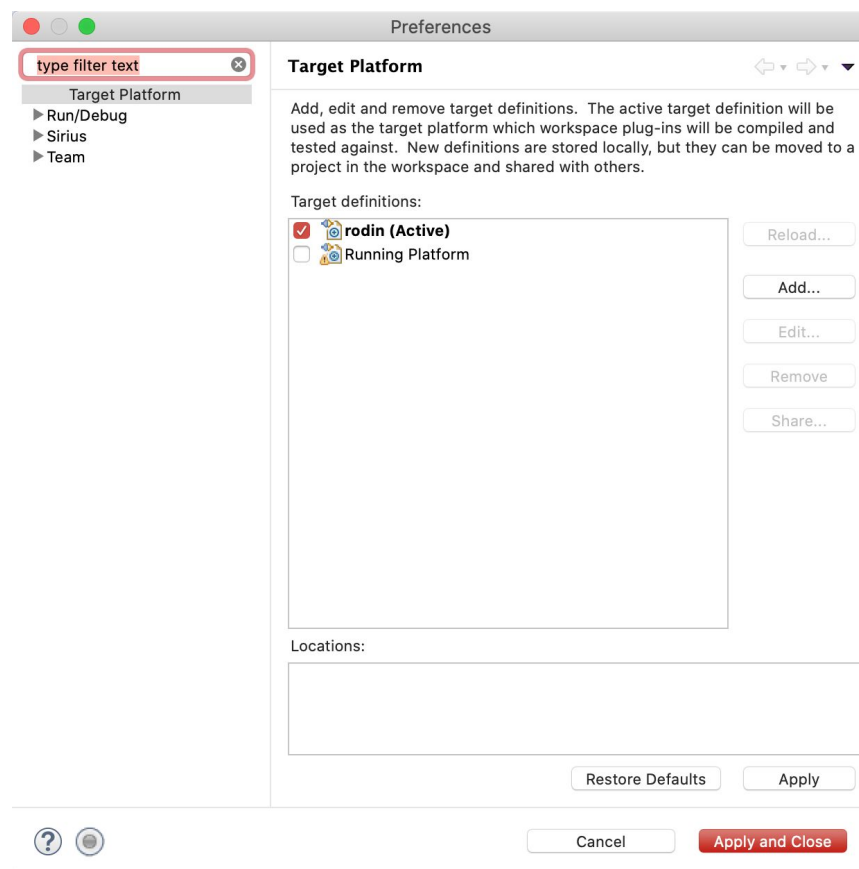 Preferences
type filter text
Target Platform
Run/Debug
Sirius
Team
Target Platform
Add, edit and remove target definitions.  The active target definition will be
used as the target platform which workspace plug-ins will be compiled and
tested against.  New definitions are stored locally, but they can be moved to a
project in the workspace and shared with others.
Target definitions:
rodin (Active)
Running Platform
Reload...
Add...
Edit...
Remove
Share...
Locations:
Restore Defaults
Apply
?
Cancel
Apply and Close